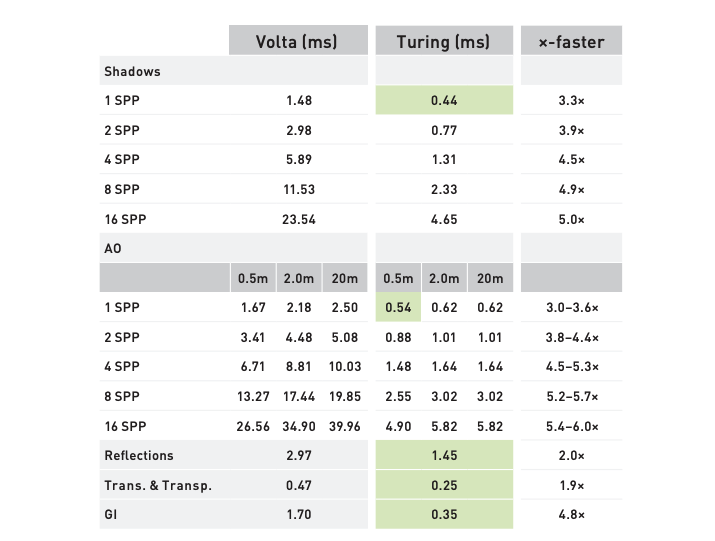 Volta (ms) Turing (ms) ×-faster
Shadows
1 SPP 1.48 0.44 3.3×
2 SPP 2.98 0.77 3.9×
4 SPP 5.89 1.31 4.5×
8 SPP 11.53 2.33 4.9×
16 SPP 23.54 4.65 5.0×
AO
0.5m 2.0m 20m 0.5m 2.0m 20m
1 SPP 1.67 2.18 2.50 0.54 0.62 0.62 3.0–3.6×
2 SPP 3.41 4.48 5.08 0.88 1.01 1.01 3.8–4.4×
4 SPP 6.71 8.81 10.03 1.48 1.64 1.64 4.5–5.3×
8 SPP 13.27 17.44 19.85 2.55 3.02 3.02 5.2–5.7×
16 SPP 26.56 34.90 39.96 4.90 5.82 5.82 5.4–6.0×
Reflections 2.97 1.45 2.0×
Trans. & Transp. 0.47 0.25 1.9×
GI 1.70 0.35 4.8×